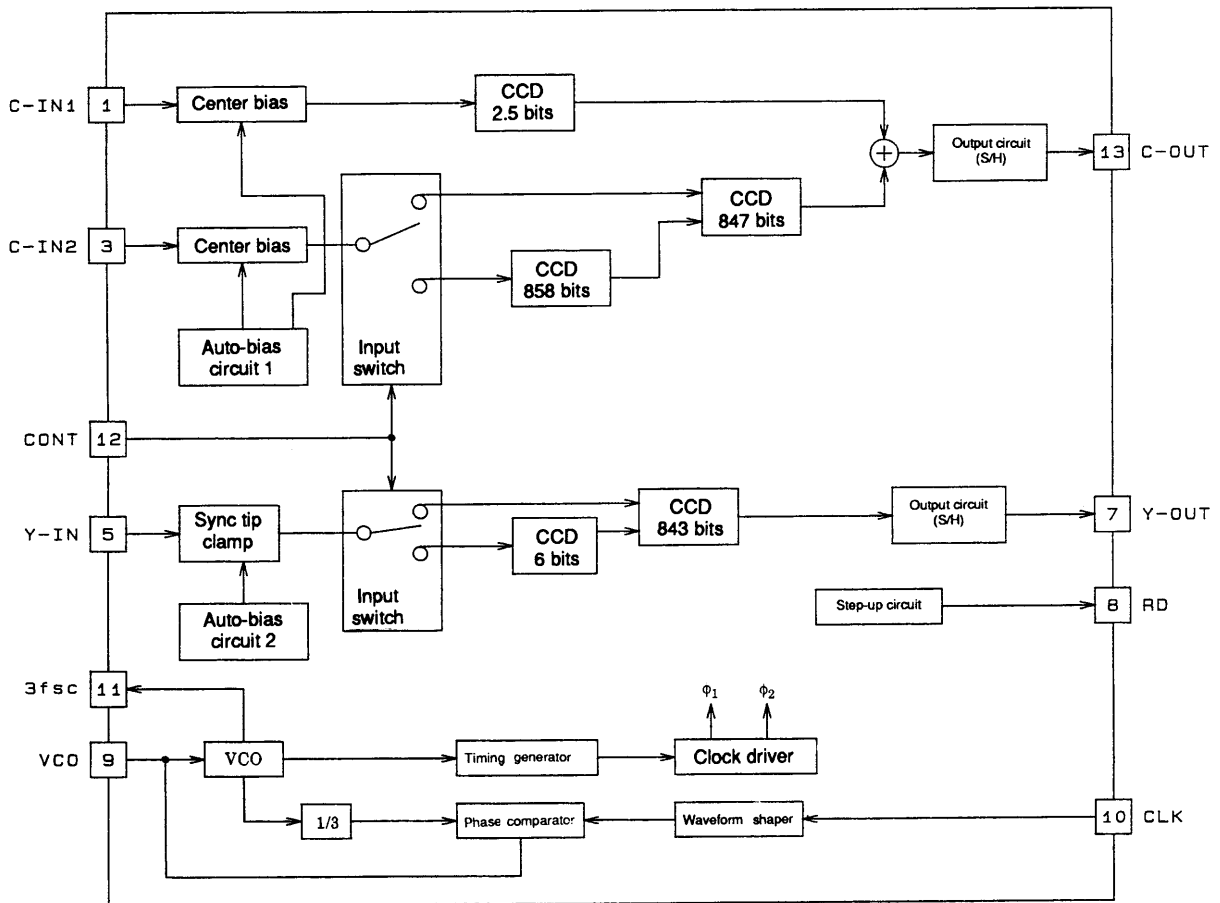 C-IN1
1
Center bias
CCD
2.5 bits
Output circuit
(S/H)
13
C-OUT
C-IN2
3
Center bias
CCD
847 bits
CCD
858 bits
Auto-bias
circuit 1
Input
switch
CONT
12
Y-IN
5
Sync tip
clamp
CCD
843 bits
CCD
6 bits
Output circuit
(S/H)
7
Y-OUT
Input
switch
Auto-bias
circuit 2
Step-up circuit
8
RD
3fsc
11
ϕ1
ϕ2
VCO
9
VCO
Timing generator
Clock driver
1/3
Phase comparator
Waveform shaper
10
CLK